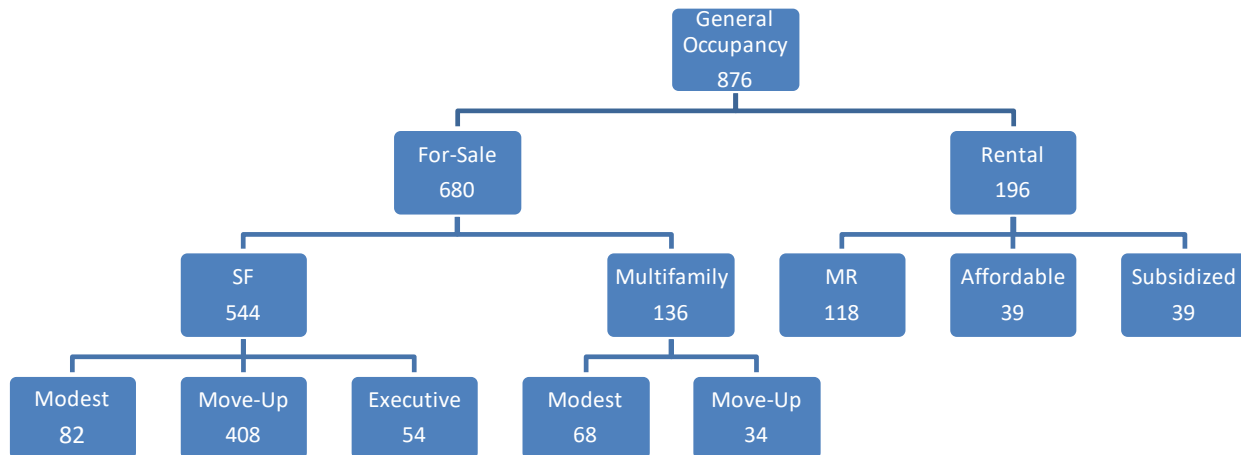 General
Occupancy
876
For-Sale
680
Rental
196
SF
544
Multifamily
136
MR
118
Affordable
39
Subsidized
39
Modest
82
Move-Up
408
Executive
54
Modest
68
Move-Up
34